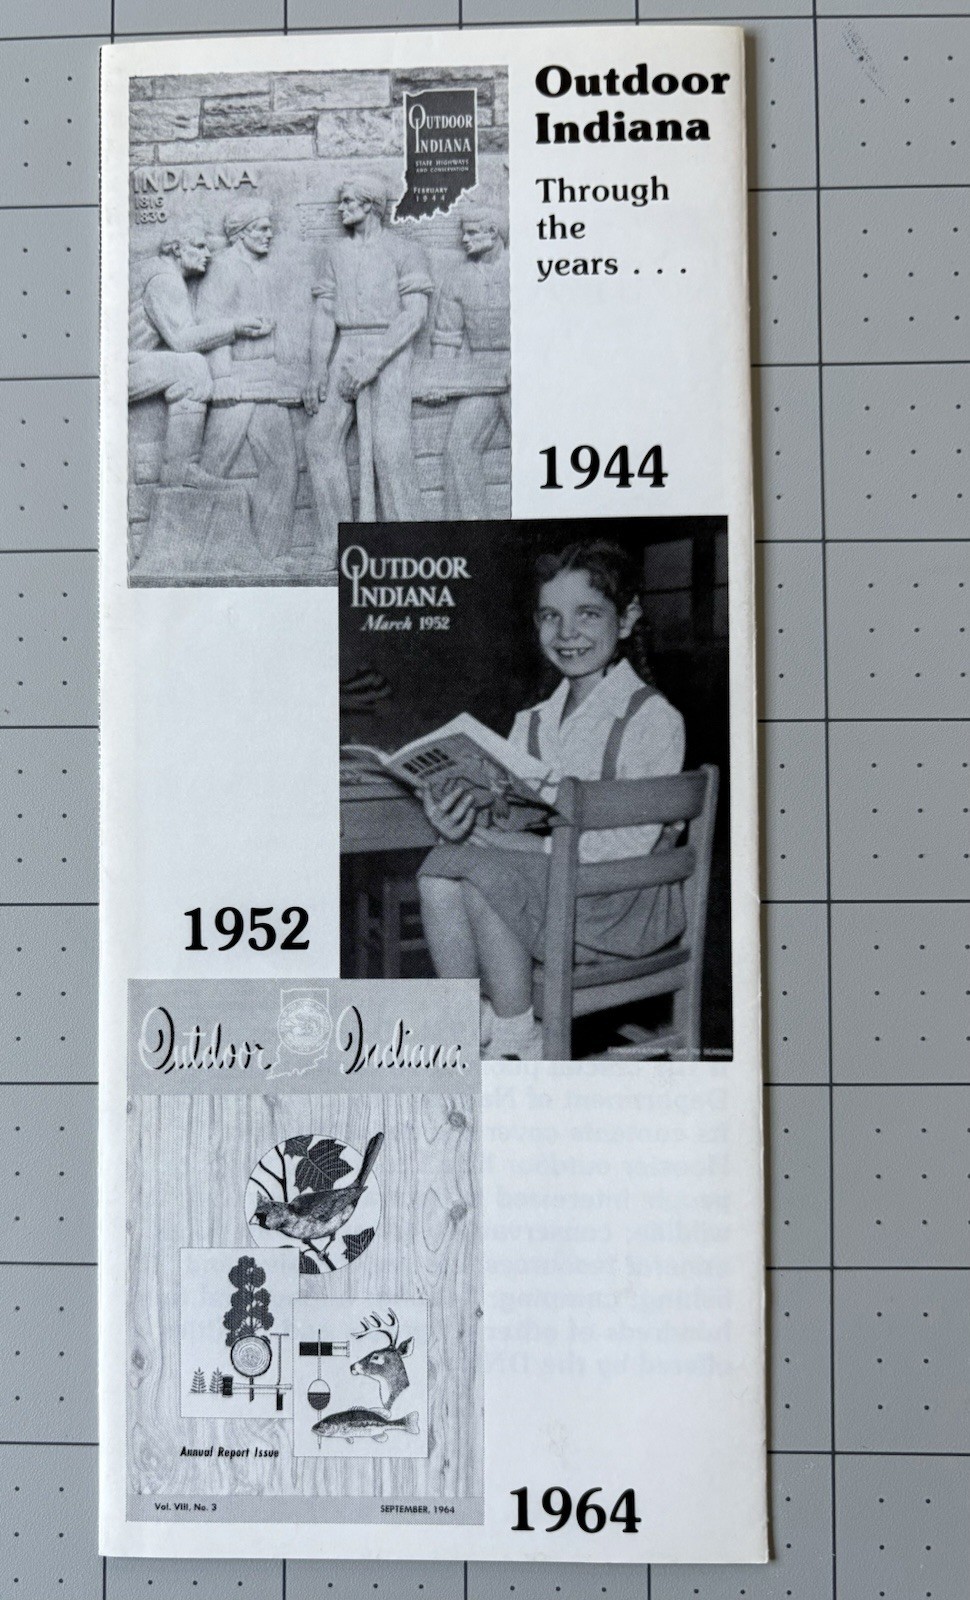 Outdoor
Indiana
Through
the
years . . .
OUTDOOR
INDIANA
STATE HIGHWAYS
AND CONSERVATION
FEBRUARY
1944
INDIANA
1816
1830
1944
OUTDOOR
INDIANA
March 1952
BIRDS
1952
Outdoor Indiana
Annual Report Issue
Vol. VIII, No. 3
SEPTEMBER, 1964
1964